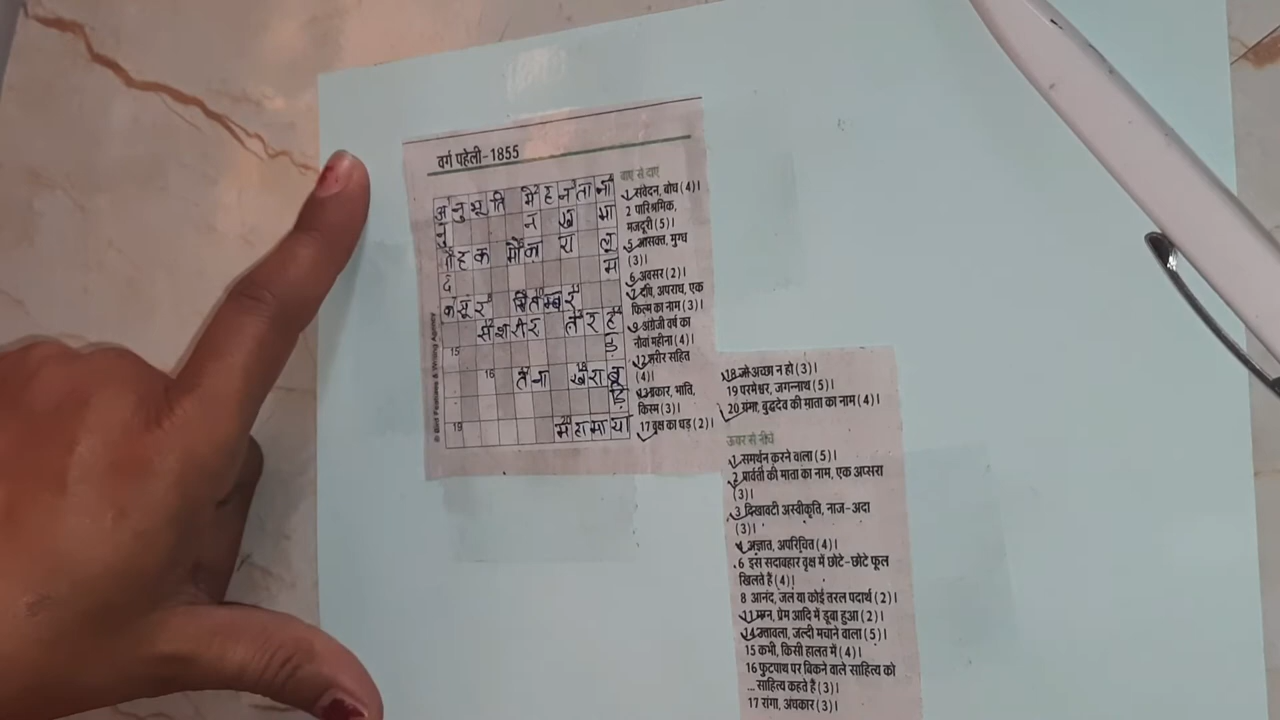 वर्ग पहेली-1855
अ नु भू ति मे ह न ता ना
नु न ख मा
मो ह क मौ का रा लू
द म
क सू र सि त म्ब र
स श री र त र ह
15 ड़
16 त ना ख रा ब
ड़ि
19 म हा मा या
बाएं से दाएं
1 संवेदन, बोध (4)।
2 पारिश्रमिक,
मजदूरी (5)।
5 आसक्त, मुग्ध
(3)।
6 अवसर (2)।
7 दोष, अपराध, एक
फिल्म का नाम (3)।
9 अंग्रेजी वर्ष का
नौवां महीना (4)।
12 शरीर सहित
(4)।
13 प्रकार, भांति,
किस्म (3)।
17 वृक्ष का धड़ (2)।
18 जो अच्छा न हो (3)।
19 परमेश्वर, जगन्नाथ (5)।
20 गंगा, बुद्धदेव की माता का नाम (4)।
ऊपर से नीचे
1 समर्थन करने वाला (5)।
2 पार्वती की माता का नाम, एक अप्सरा
(3)।
3 दिखावटी अस्वीकृति, नाज-अदा
(3)।
4 अज्ञात, अपरिचित (4)।
6 इस सदाबहार वृक्ष में छोटे-छोटे फूल
खिलते हैं (4)।
8 आनंद, जल या कोई तरल पदार्थ (2)।
11 मग्न, प्रेम आदि में डूबा हुआ (2)।
14 उतावला, जल्दी मचाने वाला (5)।
15 कभी, किसी हालत में (4)।
16 फुटपाथ पर बिकने वाले साहित्य को
... साहित्य कहते हैं (3)।
17 रांगा, अंधकार (3)।